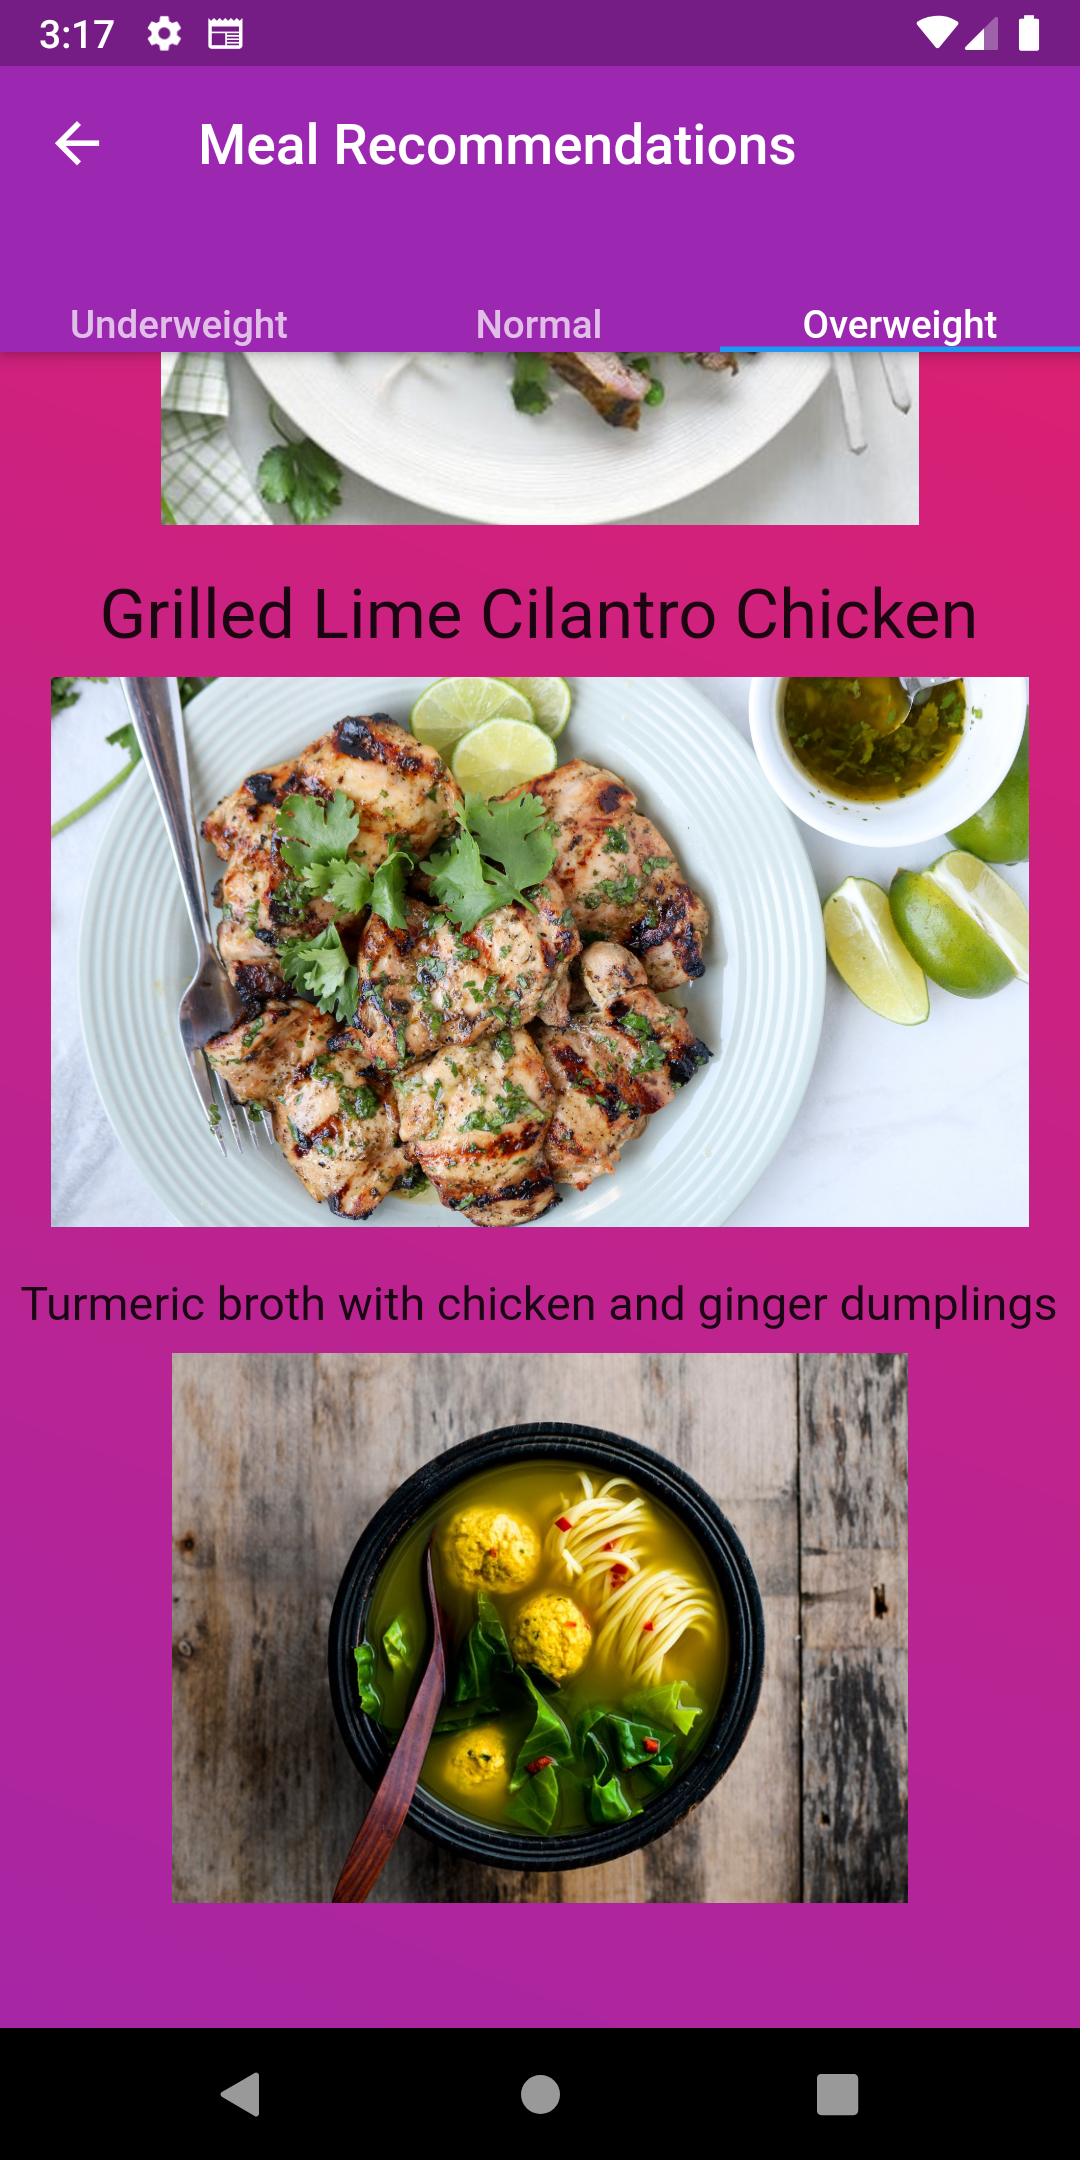 3:17
Meal Recommendations
Underweight Normal Overweight
Grilled Lime Cilantro Chicken
Turmeric broth with chicken and ginger dumplings